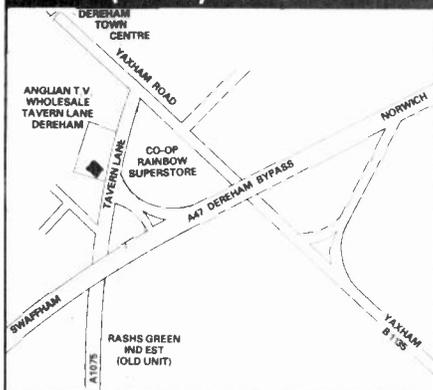 DEREHAM
TOWN
CENTRE
YAXHAM ROAD
ANGLIAN T.V.
WHOLESALE
TAVERN LANE
DEREHAM
NORWICH
CO-OP
RAINBOW
SUPERSTORE
TAVERN LANE
A47 DEREHAM BYPASS
SWAFFHAM
RASHS GREEN
IND EST
(OLD UNIT)
A1075
YAXHAM
B1135